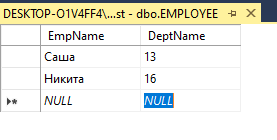 DESKTOP-O1V4FF4\...st - dbo.EMPLOYEE
EmpName DeptName
Саша 13
Никита 16
NULL NULL